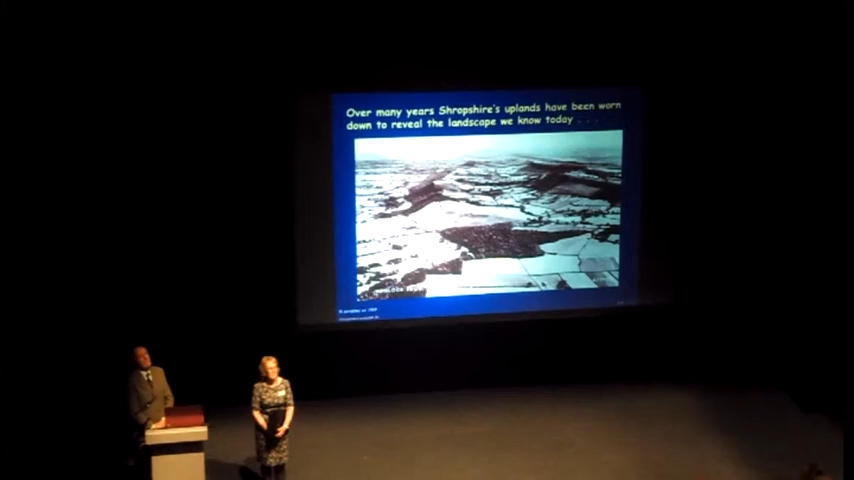 Over many years Shropshire's uplands have been worn
down to reveal the landscape we know today . . .